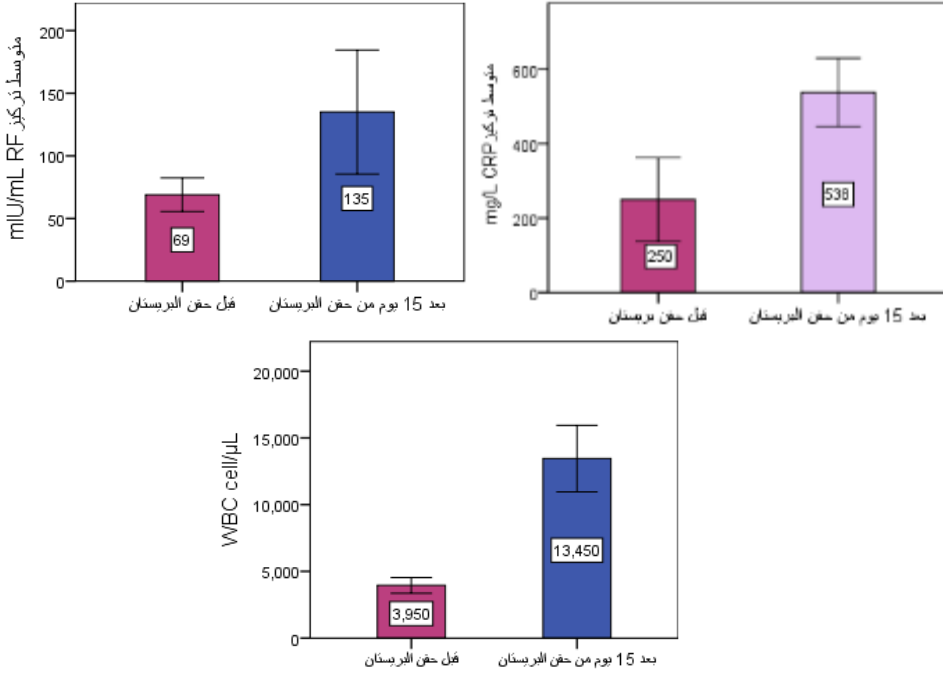 متوسط تركيز mIU/mL RF
200
150
100
50
0
69
135
قبل حقن البريستان
بعد 15 يوم من حقن البريستان
متوسط تركيز mg/L CRP
600
400
200
0
250
538
قبل حقن بريستان
بعد 15 يوم من حقن البريستان
WBC cell/µL
20,000
15,000
10,000
5,000
0
3,950
13,450
قبل حقن البريستان
بعد 15 يوم من حقن البريستان